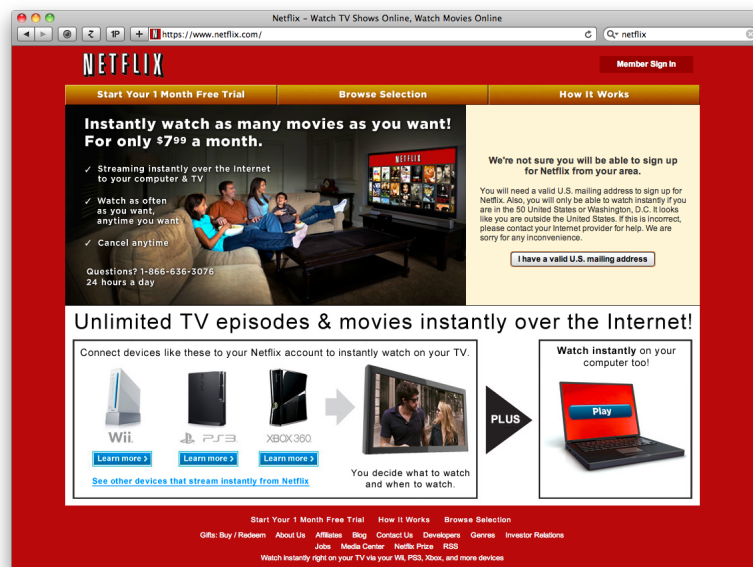 Netflix – Watch TV Shows Online, Watch Movies Online
1P
+
N https://www.netflix.com/
netflix
NETFLIX
Member Sign In
Start Your 1 Month Free Trial
Browse Selection
How It Works
Instantly watch as many movies as you want!
For only $7.99 a month.
✓ Streaming instantly over the Internet
to your computer & TV
✓ Watch as often
as you want,
anytime you want
✓ Cancel anytime
Questions? 1-866-636-3076
24 hours a day
NETFLIX
We're not sure you will be able to sign up
for Netflix from your area.
You will need a valid U.S. mailing address to sign up for
Netflix. Also, you will only be able to watch instantly if you
are in the 50 United States or Washington, D.C. It looks
like you are outside the United States. If this is incorrect,
please contact your Internet provider for help. We are
sorry for any inconvenience.
I have a valid U.S. mailing address
Unlimited TV episodes & movies instantly over the Internet!
Connect devices like these to your Netflix account to instantly watch on your TV.
Wii.
PS3.
XBOX 360.
Learn more ›
Learn more ›
Learn more ›
See other devices that stream instantly from Netflix
You decide what to watch
and when to watch.
PLUS
Watch instantly on your
computer too!
Play
Start Your 1 Month Free Trial How It Works Browse Selection
Gifts: Buy / Redeem About Us Affiliates Blog Contact Us Developers Genres Investor Relations
Jobs Media Center Netflix Prize RSS
Watch instantly right on your TV via your Wii, PS3, Xbox, and more devices